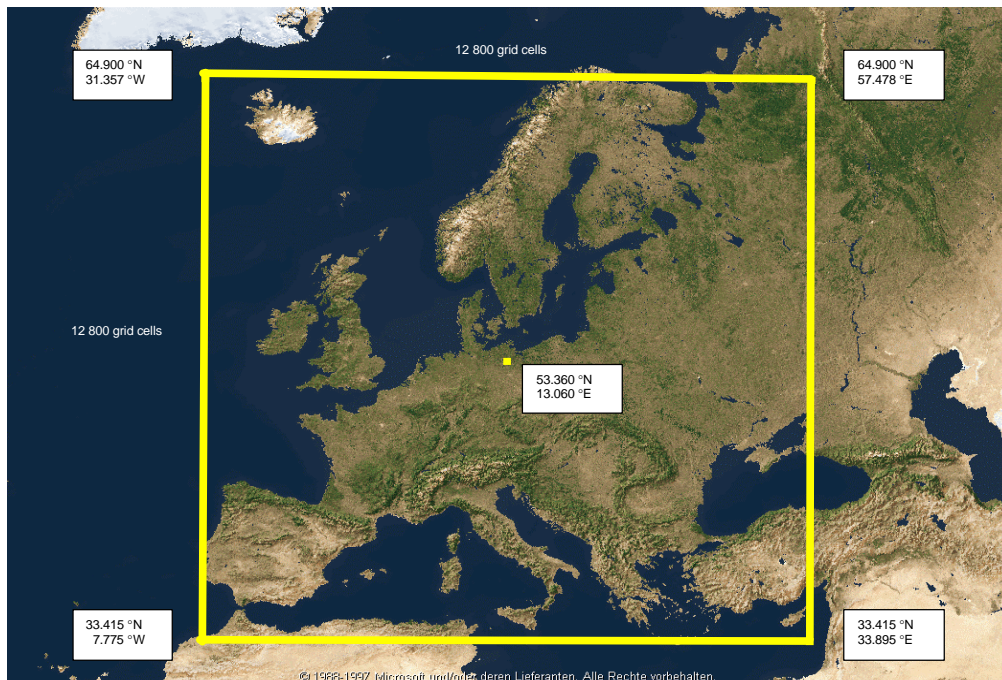 12 800 grid cells
64.900 °N
31.357 °W
64.900 °N
57.478 °E
12 800 grid cells
53.360 °N
13.060 °E
33.415 °N
7.775 °W
33.415 °N
33.895 °E
© 1988-1997, Microsoft und/oder deren Lieferanten. Alle Rechte vorbehalten.